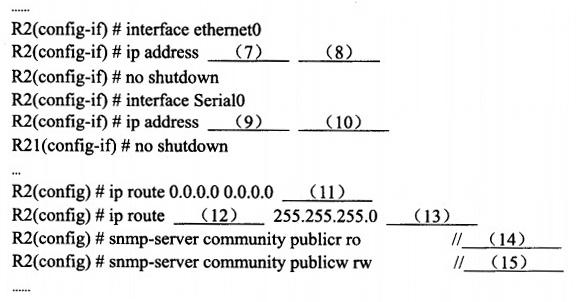 ......
R2(config-if) # interface ethernet0
R2(config-if) # ip address （7） （8）
R2(config-if) # no shutdown
R2(config-if) # interface Serial0
R2(config-if) # ip address （9） （10）
R21(config-if) # no shutdown
...
R2(config) # ip route 0.0.0.0 0.0.0.0 （11）
R2(config) # ip route （12） 255.255.255.0 （13）
R2(config) # snmp-server community publicr ro // （14）
R2(config) # snmp-server community publicw rw // （15）
......